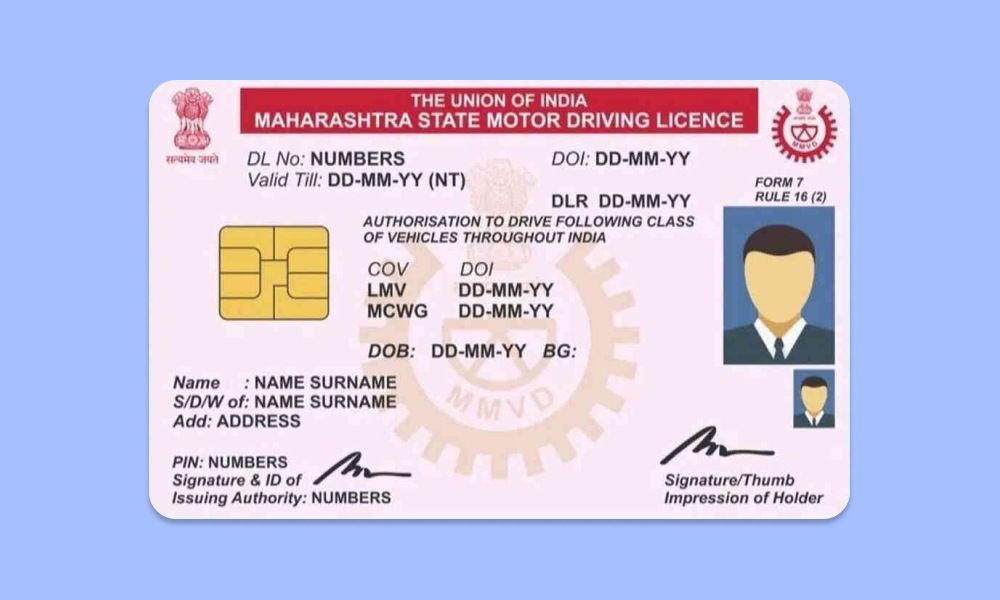 THE UNION OF INDIA
MAHARASHTRA STATE MOTOR DRIVING LICENCE
सत्यमेव जयते
MMVD
DL No: NUMBERS DOI: DD-MM-YY
Valid Till: DD-MM-YY (NT)
DLR DD-MM-YY
FORM 7
RULE 16 (2)
AUTHORISATION TO DRIVE FOLLOWING CLASS
OF VEHICLES THROUGHOUT INDIA
COV DOI
LMV DD-MM-YY
MCWG DD-MM-YY
DOB: DD-MM-YY BG:
MMVD
Name : NAME SURNAME
S/D/W of: NAME SURNAME
Add: ADDRESS
PIN: NUMBERS
Signature & ID of
Issuing Authority: NUMBERS
Signature/Thumb
Impression of Holder